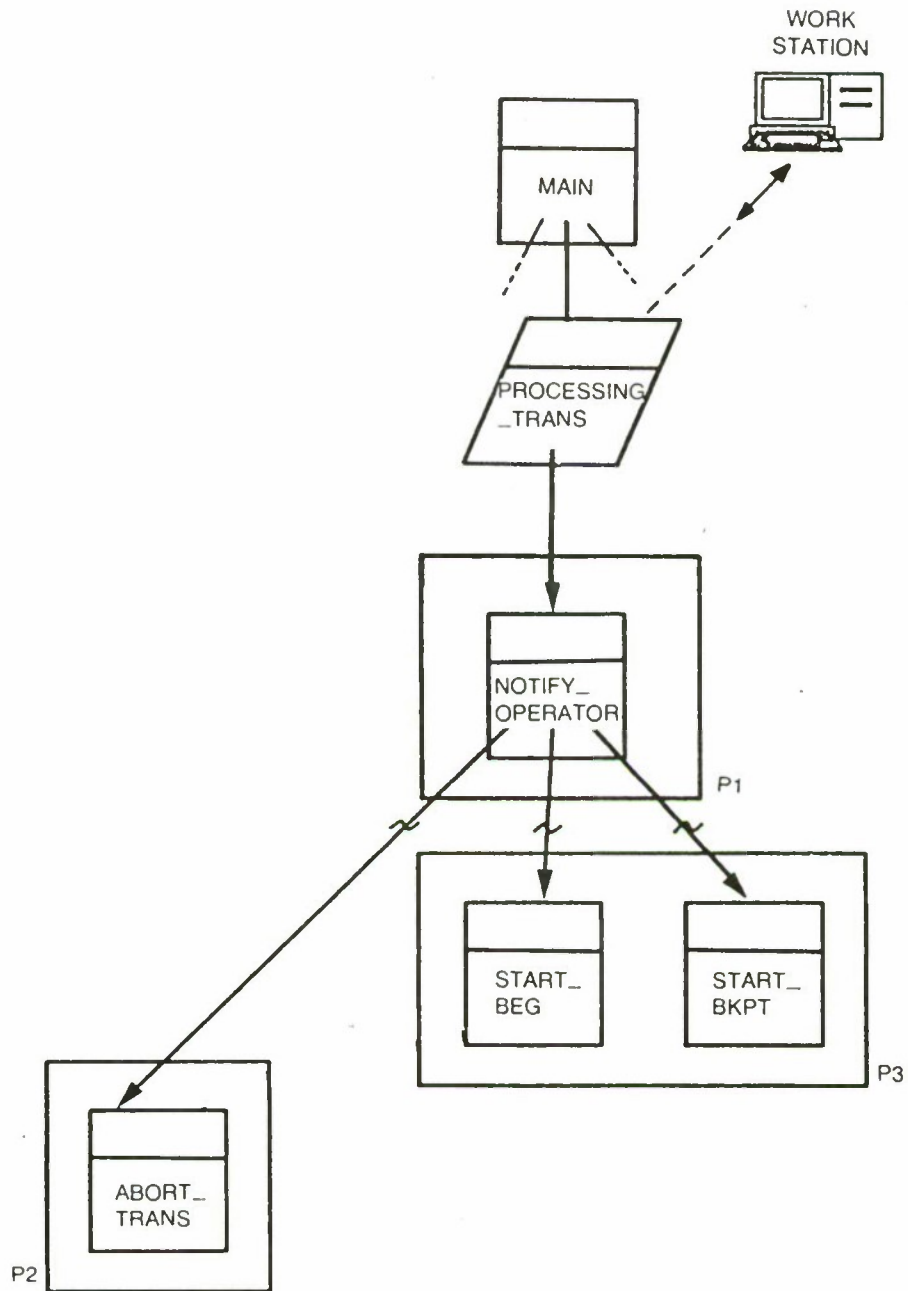 WORK
STATION
MAIN
PROCESSING
_TRANS
NOTIFY_
OPERATOR
P1
START_
BEG
START_
BKPT
P3
ABORT_
TRANS
P2